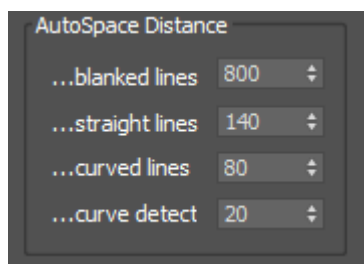 AutoSpace Distance
...blanked lines 800
...straight lines 140
...curved lines 80
...curve detect 20